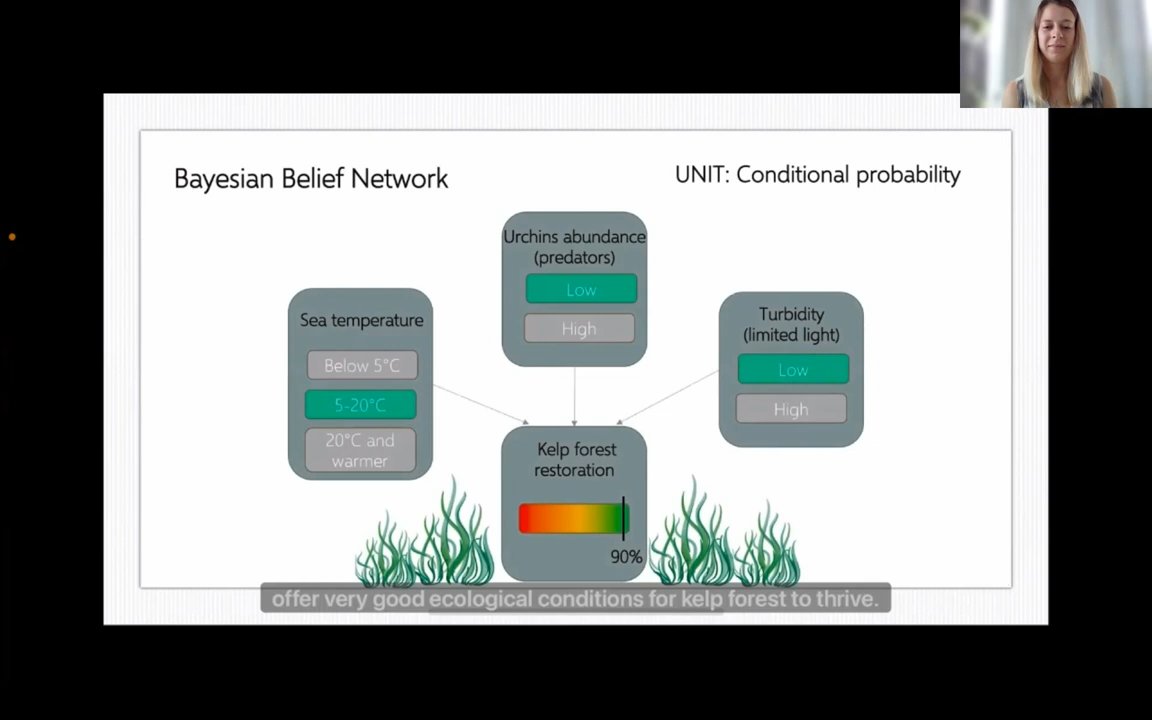 Bayesian Belief Network
UNIT: Conditional probability
Urchins abundance
(predators)
Low
High
Sea temperature
Below 5°C
5-20°C
20°C and
warmer
Turbidity
(limited light)
Low
High
Kelp forest
restoration
90%
offer very good ecological conditions for kelp forest to thrive.